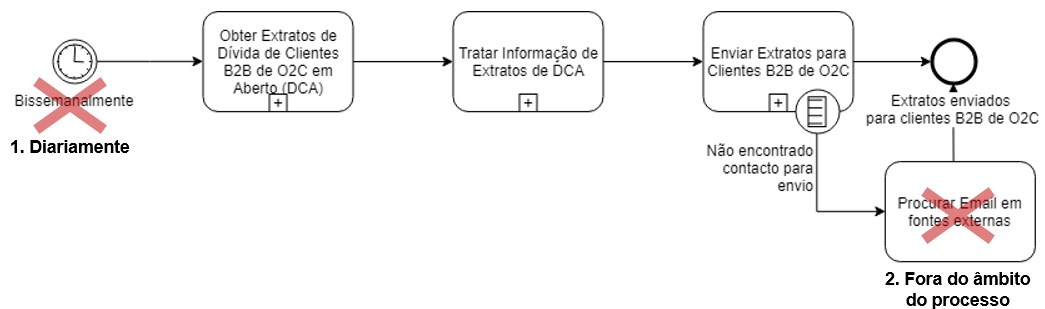 Bissemanalmente
1. Diariamente
Obter Extratos de
Dívida de Clientes
B2B de O2C em
Aberto (DCA)
Tratar Informação de
Extratos de DCA
Enviar Extratos para
Clientes B2B de O2C
Não encontrado
contacto para
envio
Extratos enviados
para clientes B2B de O2C
Procurar Email em
fontes externas
2. Fora do âmbito
do processo